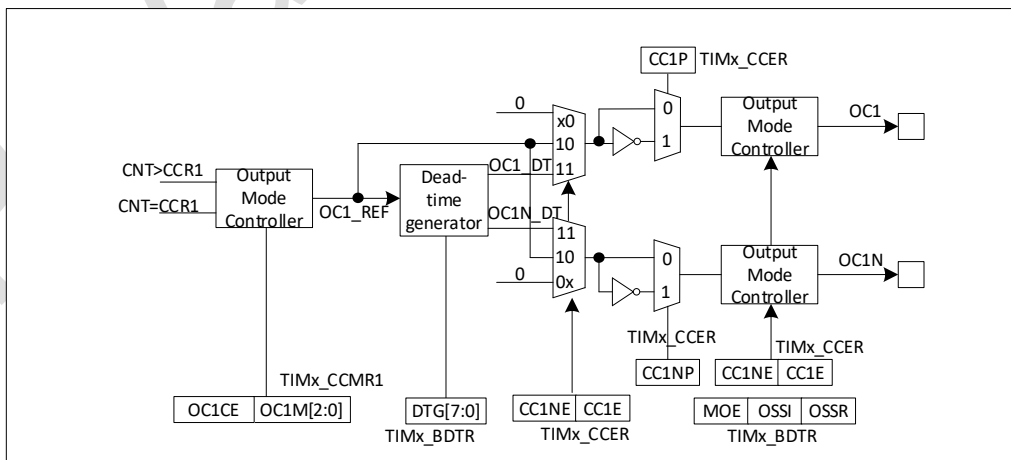 CC1P TIMx_CCER
0
x0
10
11
0
1
Output
Mode
Controller
OC1
CNT>CCR1
CNT=CCR1
Output
Mode
Controller
OC1_REF
Dead-
time
generator
OC1_DT
OC1N_DT
11
10
0x
0
0
1
Output
Mode
Controller
OC1N
TIMx_CCMR1
OC1CE OC1M[2:0]
DTG[7:0]
TIMx_BDTR
CC1NE CC1E
TIMx_CCER
TIMx_CCER
CC1NP
TIMx_CCER
CC1NE CC1E
MOE OSSI OSSR
TIMx_BDTR